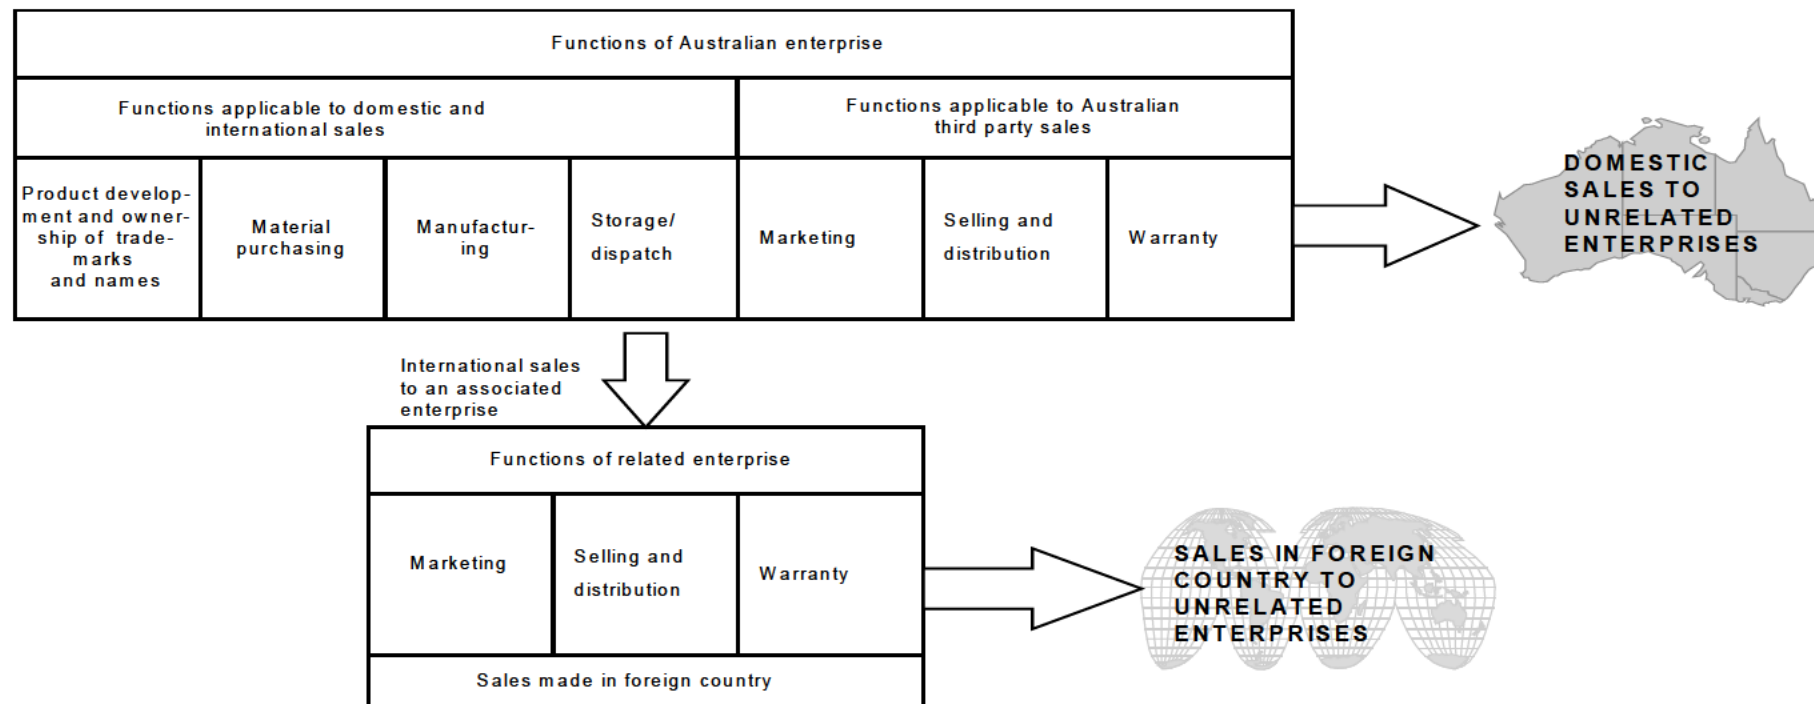 Functions of Australian enterprise
Functions applicable to domestic and
international sales
Functions applicable to Australian
third party sales
Product develop-
ment and owner-
ship of trade-
marks
and names
Material
purchasing
Manufactur-
ing
Storage/
dispatch
Marketing
Selling and
distribution
Warranty
DOMESTIC
SALES TO
UNRELATED
ENTERPRISES
International sales
to an associated
enterprise
Functions of related enterprise
Marketing
Selling and
distribution
Warranty
Sales made in foreign country
SALES IN FOREIGN
COUNTRY TO
UNRELATED
ENTERPRISES